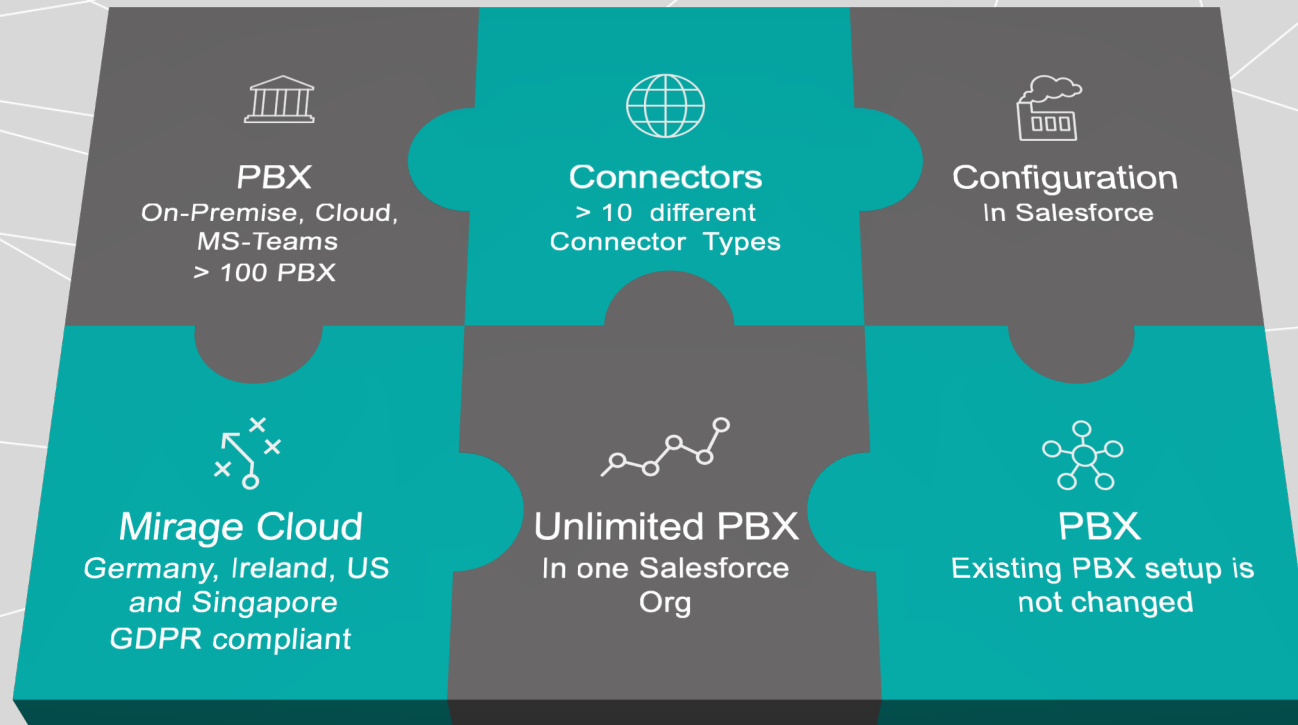 PBX
On-Premise, Cloud,
MS-Teams
> 100 PBX
Connectors
> 10 different
Connector Types
Configuration
In Salesforce
Mirage Cloud
Germany, Ireland, US
and Singapore
GDPR compliant
Unlimited PBX
In one Salesforce
Org
PBX
Existing PBX setup is
not changed